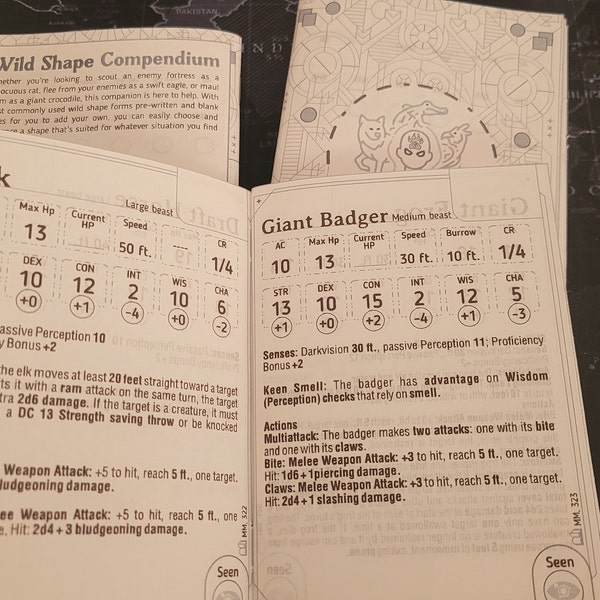 PAKISTAN
Wild Shape Compendium
hether you're looking to scout an enemy fortress as a
ocuous rat, flee from your enemies as a swift eagle, or maul
m as a giant crocodile, this companion is here to help. With
st commonly used wild shape forms pre-written and blank
es for you to add your own, you can easily choose and
a shape that's suited for whatever situation you find
k
Large beast
Max Hp Current HP Speed CR
13 50 ft. 1/4
DEX CON INT WIS CHA
10 12 2 10 6
+0 +1 -4 +0 -2
assive Perception 10
y Bonus +2
the elk moves at least 20 feet straight toward a target
ts it with a ram attack on the same turn, the target
tra 2d6 damage. If the target is a creature, it must
a DC 13 Strength saving throw or be knocked
Weapon Attack: +5 to hit, reach 5 ft., one target.
ludgeoning damage.
ee Weapon Attack: +5 to hit, reach 5 ft., one
e, Hit: 2d4 + 3 bludgeoning damage.
MM. 322
Seen
Giant Badger Medium beast
AC Max Hp Current HP Speed Burrow CR
10 13 30 ft. 10 ft. 1/4
STR DEX CON INT WIS CHA
13 10 15 2 12 5
+1 +0 +2 -4 +1 -3
Senses: Darkvision 30 ft., passive Perception 11; Proficiency
Bonus +2
Keen Smell: The badger has advantage on Wisdom
(Perception) checks that rely on smell.
Actions
Multiattack: The badger makes two attacks: one with its bite
and one with its claws.
Bite: Melee Weapon Attack: +3 to hit, reach 5 ft., one target.
Hit: 1d6+1piercing damage.
Claws: Melee Weapon Attack: +3 to hit, reach 5 ft., one target.
Hit: 2d4+1 slashing damage.
MM. 323
Seen